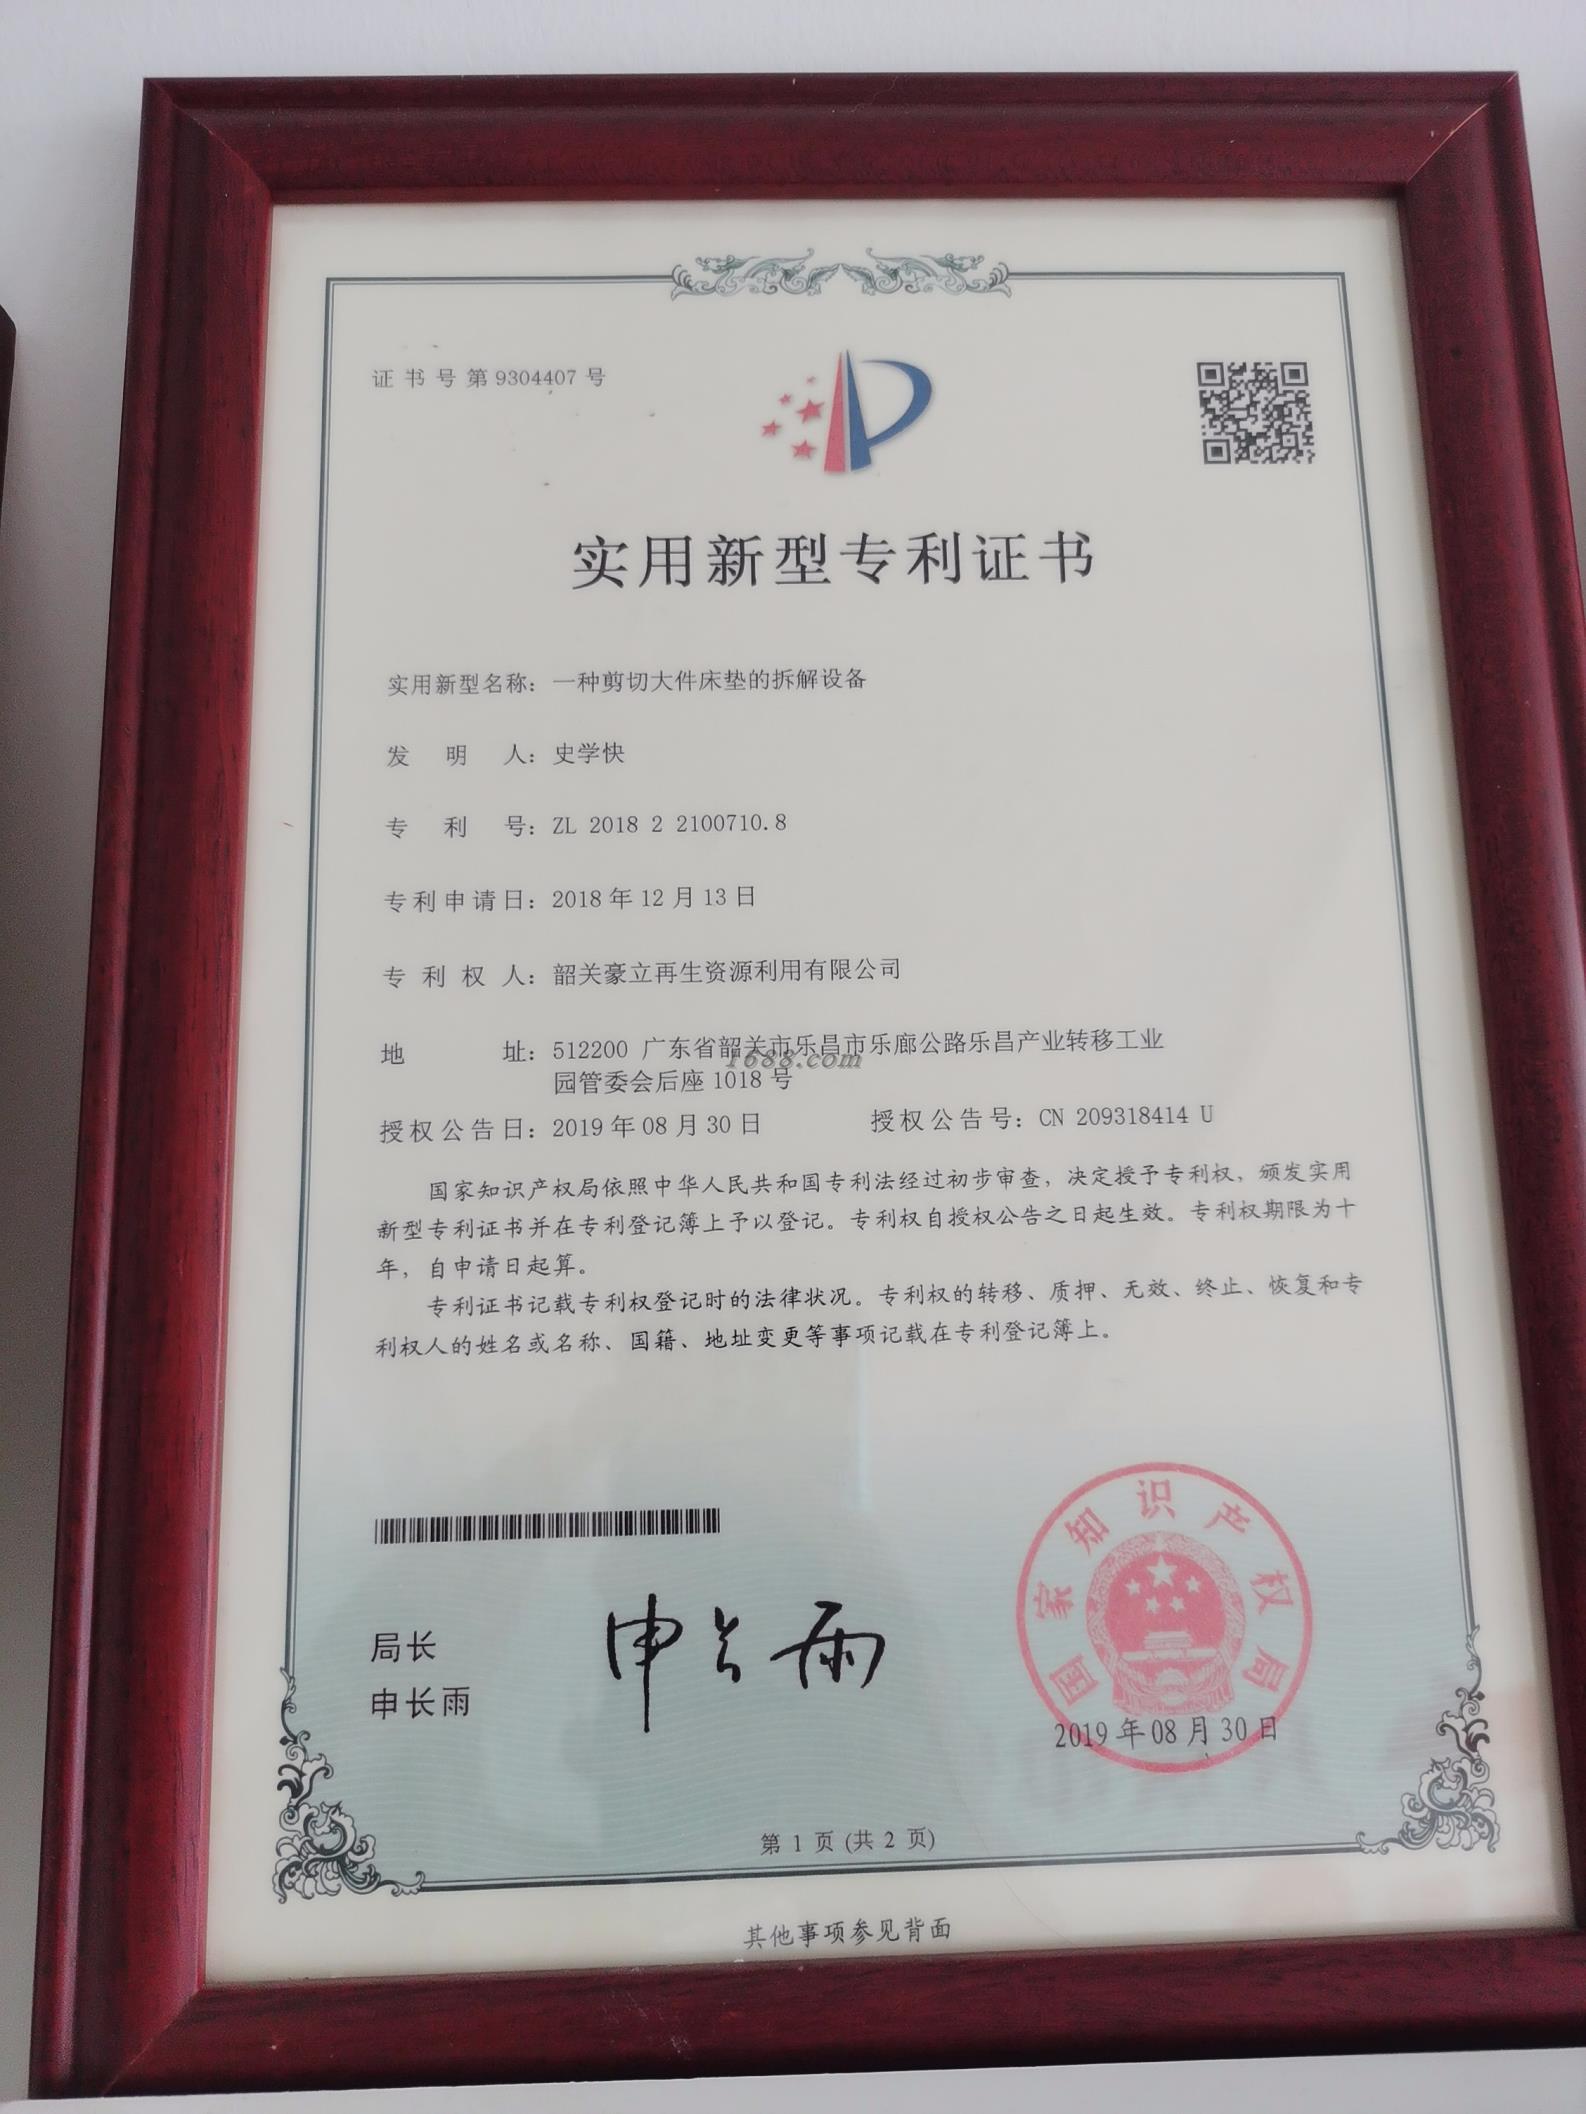 证书号第9304407号
实用新型专利证书
实用新型名称：一种剪切大件床垫的拆解设备
发明人：史学快
专利号：ZL 2018 2 2100710.8
专利申请日：2018年12月13日
专利权人：韶关豪立再生资源利用有限公司
地址：512200 广东省韶关市乐昌市乐廊公路乐昌产业转移工业
园管委会后座1018号
1688.com
授权公告日：2019年08月30日 授权公告号：CN 209318414 U
国家知识产权局依照中华人民共和国专利法经过初步审查，决定授予专利权，颁发实用
新型专利证书并在专利登记簿上予以登记。专利权自授权公告之日起生效。专利权期限为十
年，自申请日起算。
专利证书记载专利权登记时的法律状况。专利权的转移、质押、无效、终止、恢复和专
利权人的姓名或名称、国籍、地址变更等事项记载在专利登记簿上。
局长
申长雨
申长雨
国家知识产权局
2019年08月30日
第 1 页 (共 2 页)
其他事项参见背面